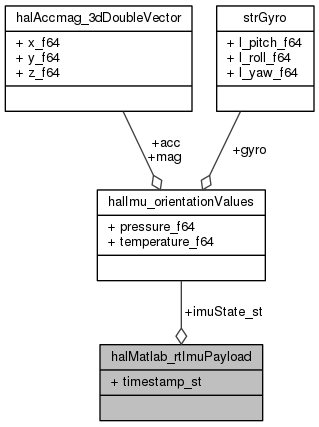 halAccmag_3dDoubleVector
+ x_f64
+ y_f64
+ z_f64
strGyro
+ l_pitch_f64
+ l_roll_f64
+ l_yaw_f64
+acc
+mag
+gyro
halImu_orientationValues
+ pressure_f64
+ temperature_f64
+imuState_st
halMatlab_rtImuPayload
+ timestamp_st